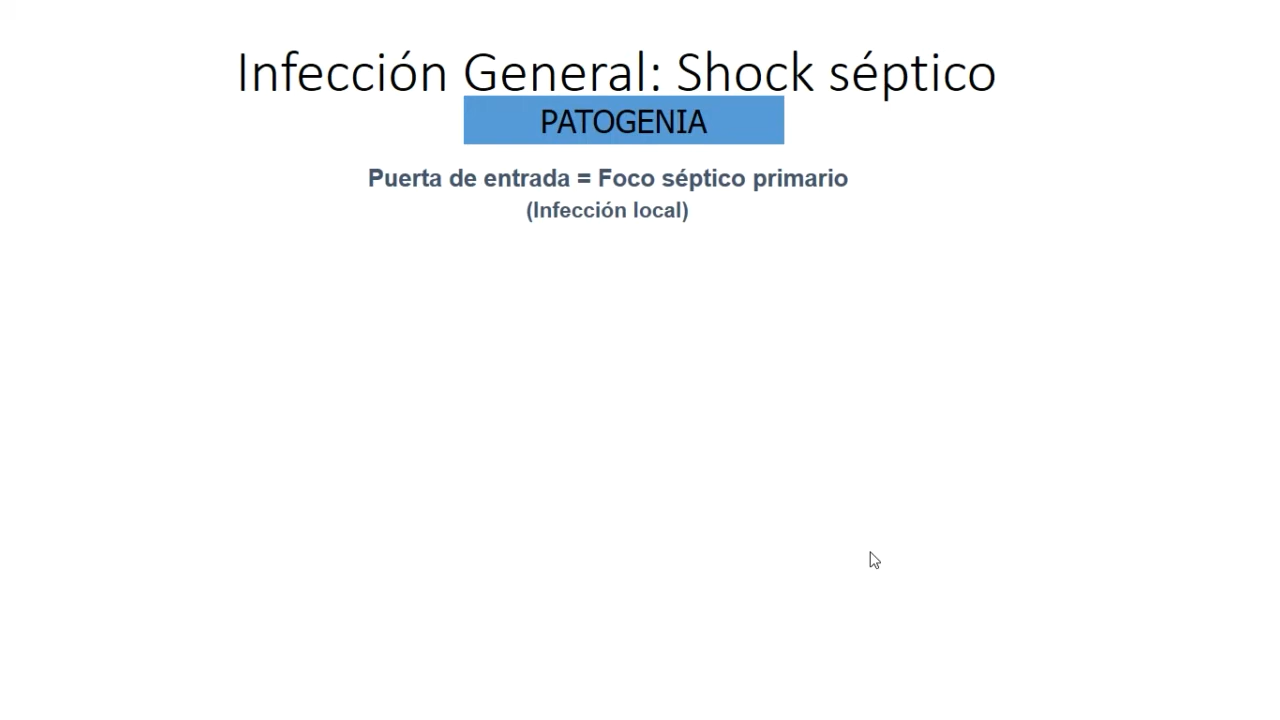 Infección General: Shock séptico
PATOGENIA
Puerta de entrada = Foco séptico primario
(Infección local)